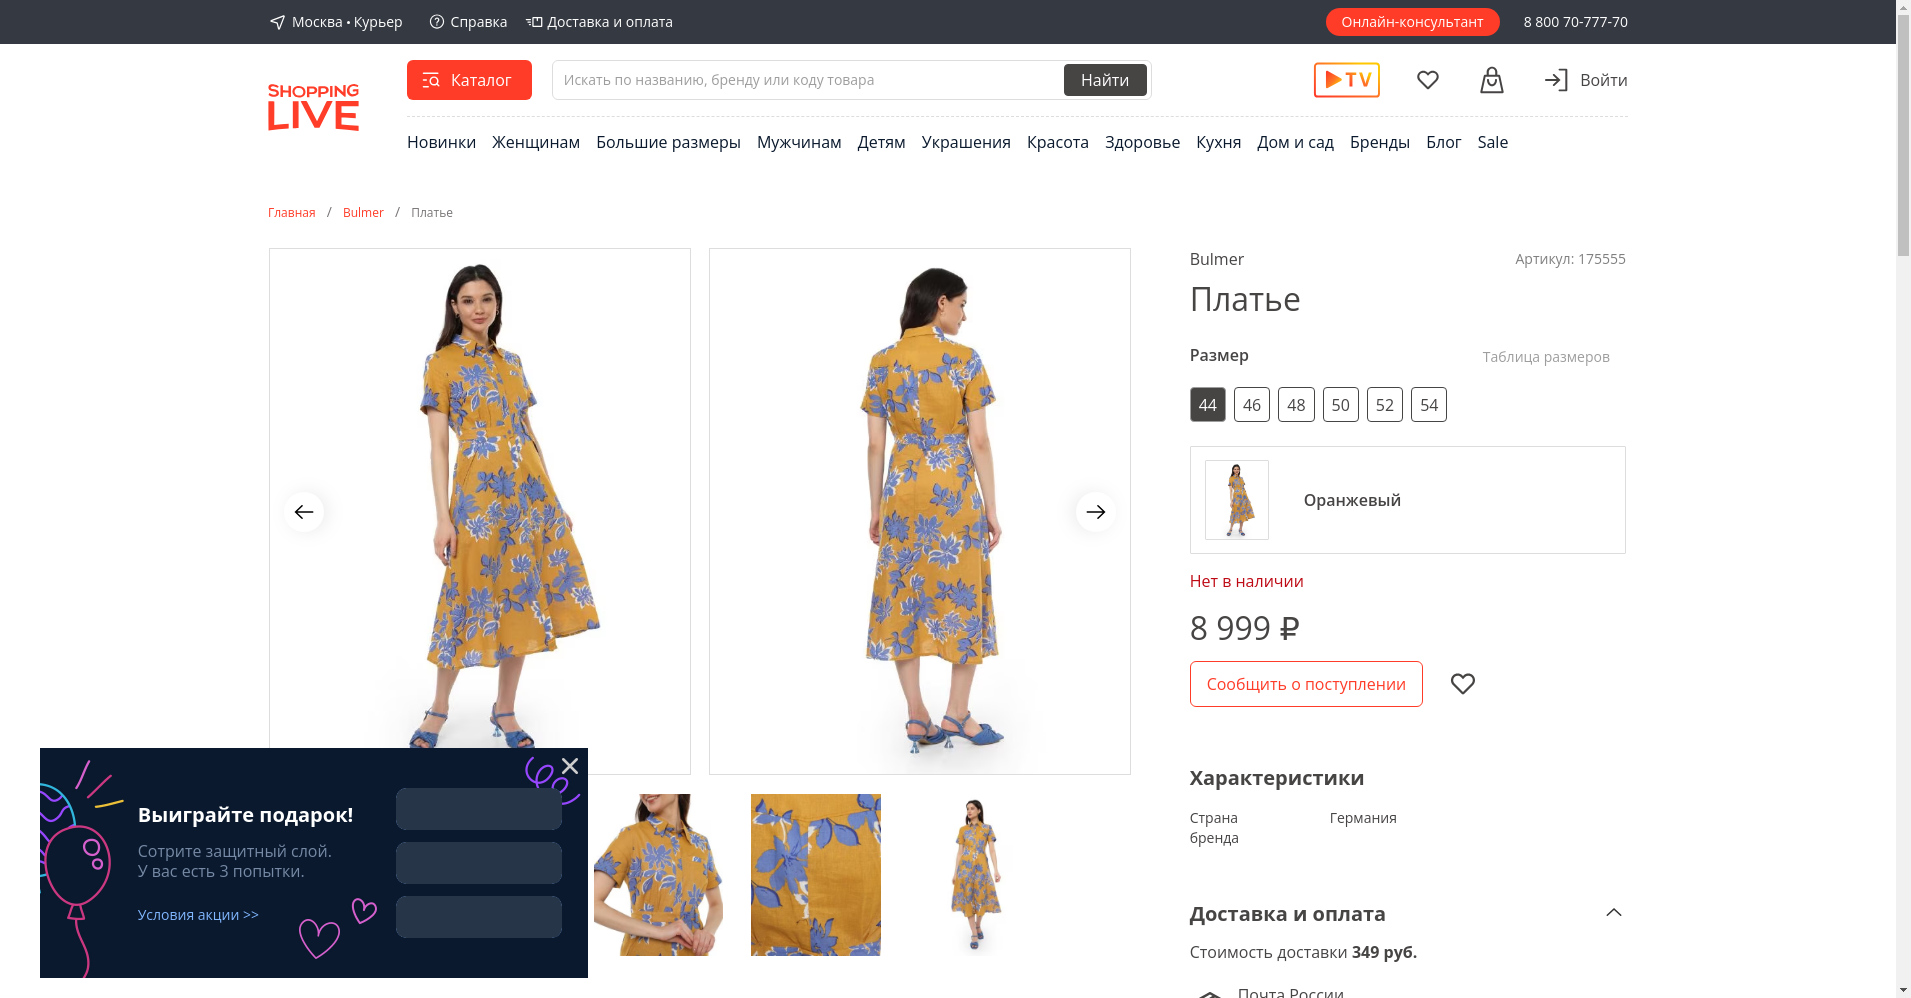 Москва • Курьер
Справка
Доставка и оплата
Онлайн-консультант
8 800 70-777-70
SHOPPING
LIVE
Каталог
Искать по названию, бренду или коду товара
Найти
TV
Войти
Новинки Женщинам Большие размеры Мужчинам Детям Украшения Красота Здоровье Кухня Дом и сад Бренды Блог Sale
Главная / Bulmer / Платье
Bulmer
Артикул: 175555
Платье
Размер
Таблица размеров
44 46 48 50 52 54
Оранжевый
Нет в наличии
8 999 ₽
Сообщить о поступлении
Характеристики
Страна
бренда
Германия
Доставка и оплата
Стоимость доставки 349 руб.
Почта России
Выиграйте подарок!
Сотрите защитный слой.
У вас есть 3 попытки.
Условия акции >>